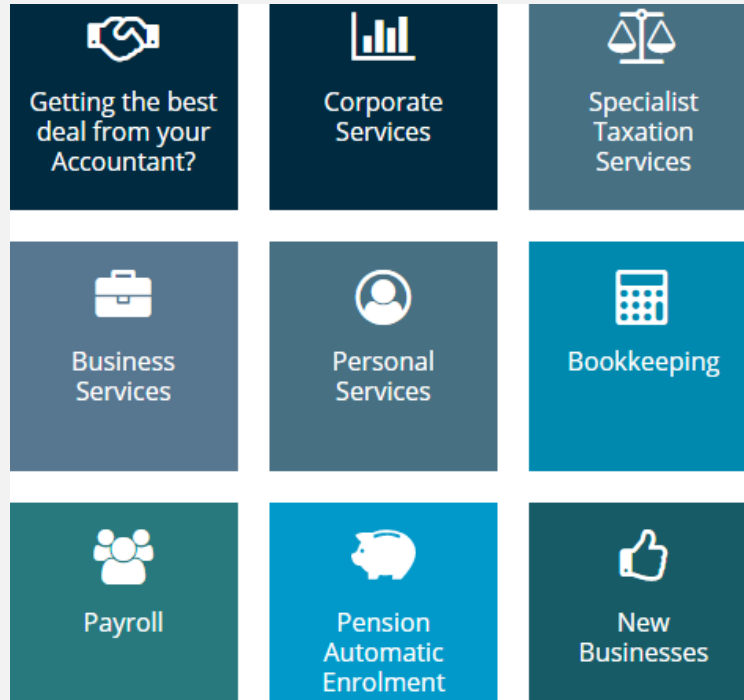 Getting the best
deal from your
Accountant?
Corporate
Services
Specialist
Taxation
Services
Business
Services
Personal
Services
Bookkeeping
Payroll
Pension
Automatic
Enrolment
New
Businesses